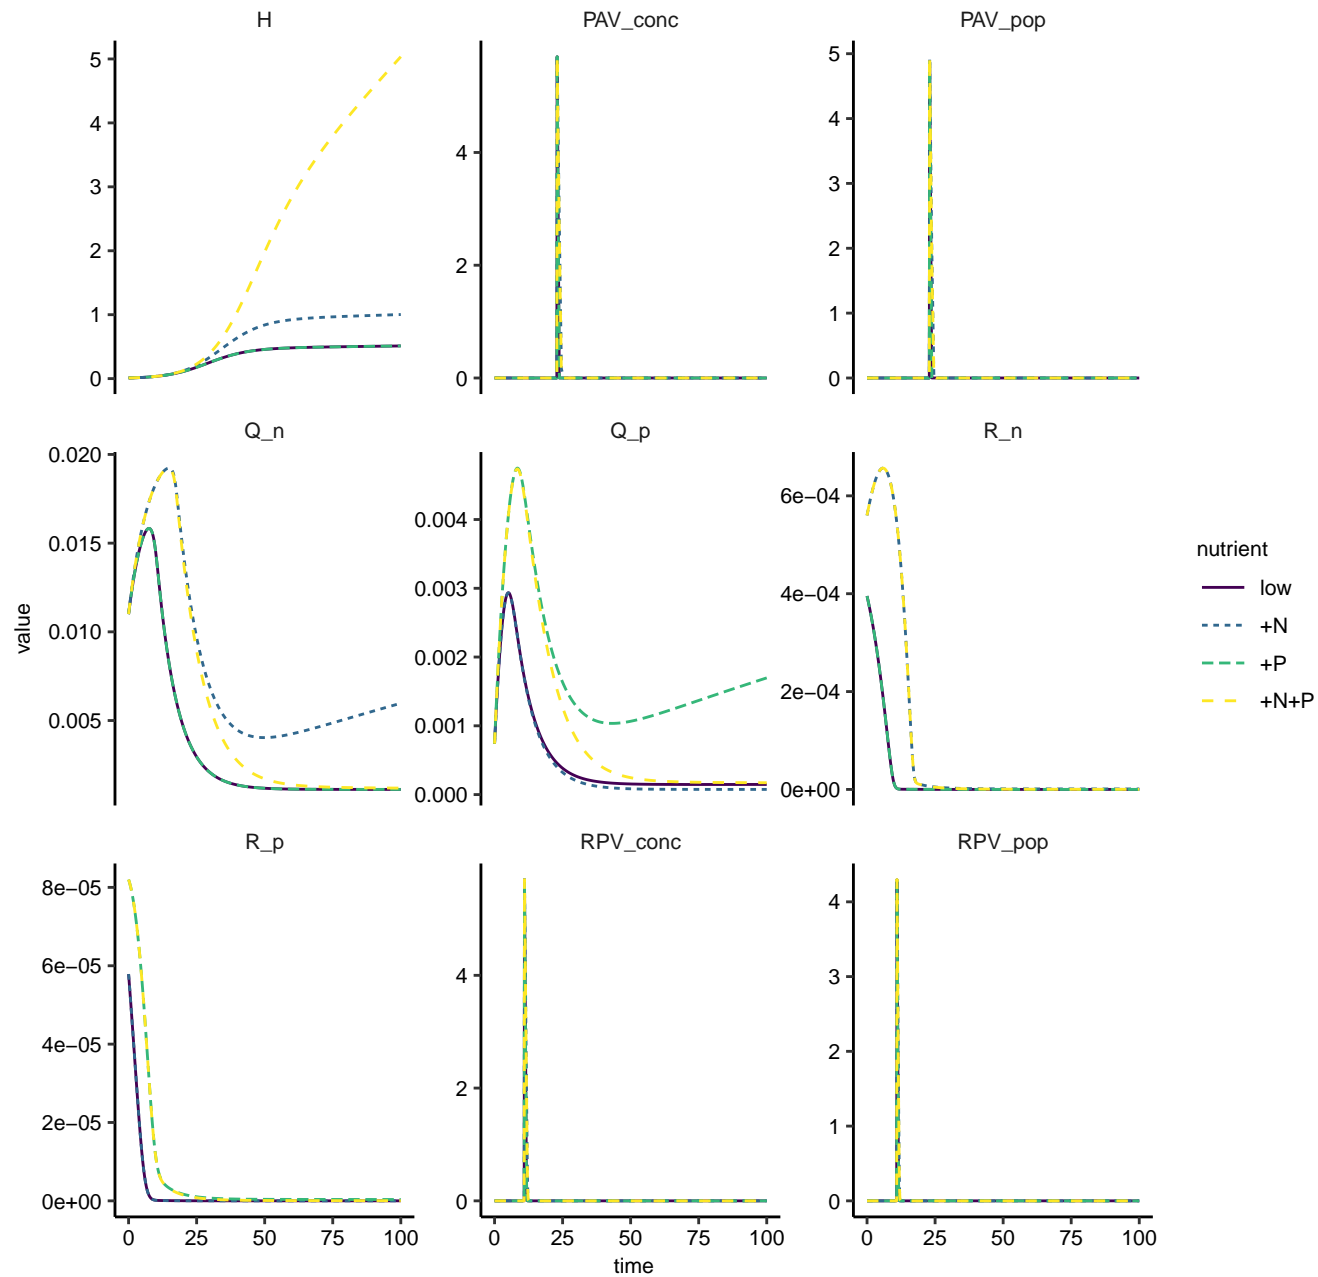 H
PAV_conc
PAV_pop
5
4
3
2
1
0
4
2
0
5
4
3
2
1
0
Q_n
Q_p
R_n
0.020
0.015
0.010
0.005
0.004
0.003
0.002
0.001
0.000
6e−04
4e−04
2e−04
0e+00
R_p
RPV_conc
RPV_pop
8e−05
6e−05
4e−05
2e−05
0e+00
4
2
0
4
3
2
1
0
0 25 50 75 100
0 25 50 75 100
0 25 50 75 100
time
value
nutrient
low
+N
+P
+N+P